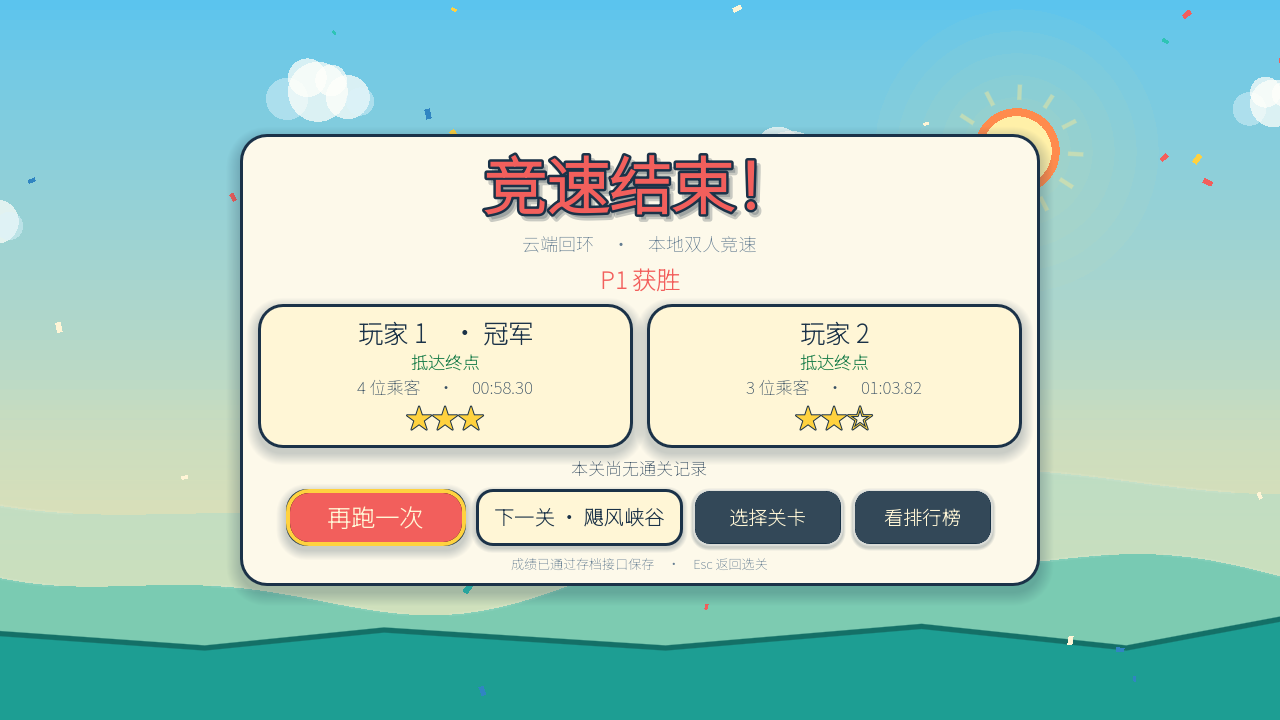 竞速结束！
云端回环 · 本地双人竞速
P1 获胜
玩家 1 · 冠军
抵达终点
4 位乘客 · 00:58.30
玩家 2
抵达终点
3 位乘客 · 01:03.82
本关尚无通关记录
再跑一次
下一关 · 飓风峡谷
选择关卡
看排行榜
成绩已通过存档接口保存 · Esc 返回选关